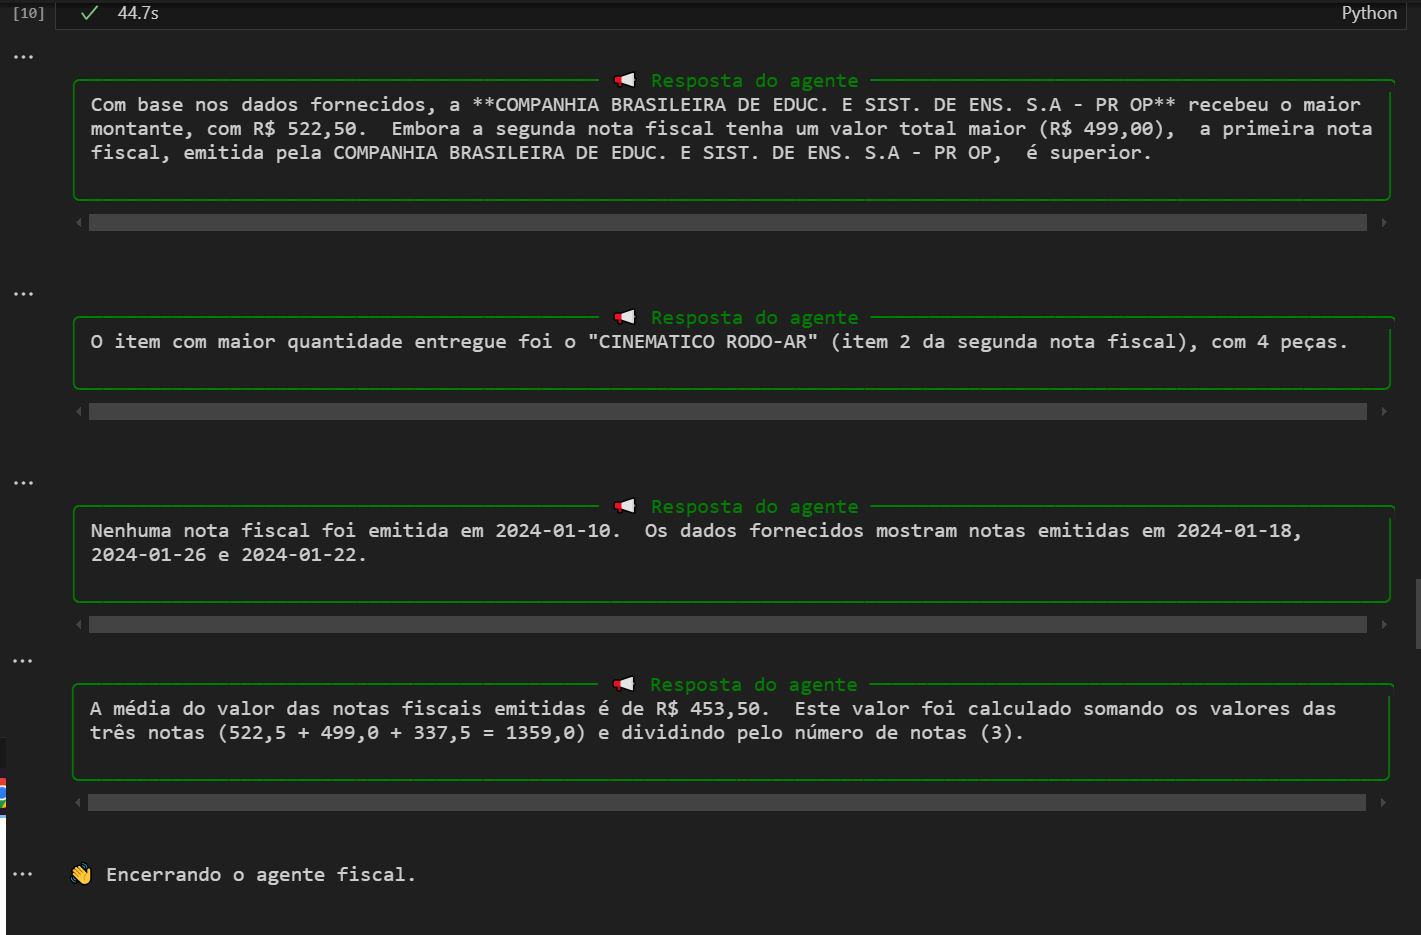 [10] 44.7s Python
...
Resposta do agente
Com base nos dados fornecidos, a **COMPANHIA BRASILEIRA DE EDUC. E SIST. DE ENS. S.A - PR OP** recebeu o maior
montante, com R$ 522,50.  Embora a segunda nota fiscal tenha um valor total maior (R$ 499,00),  a primeira nota
fiscal, emitida pela COMPANHIA BRASILEIRA DE EDUC. E SIST. DE ENS. S.A - PR OP,  é superior.
...
Resposta do agente
O item com maior quantidade entregue foi o "CINEMATICO RODO-AR" (item 2 da segunda nota fiscal), com 4 peças.
...
Resposta do agente
Nenhuma nota fiscal foi emitida em 2024-01-10.  Os dados fornecidos mostram notas emitidas em 2024-01-18,
2024-01-26 e 2024-01-22.
...
Resposta do agente
A média do valor das notas fiscais emitidas é de R$ 453,50.  Este valor foi calculado somando os valores das
três notas (522,5 + 499,0 + 337,5 = 1359,0) e dividindo pelo número de notas (3).
...
👋 Encerrando o agente fiscal.